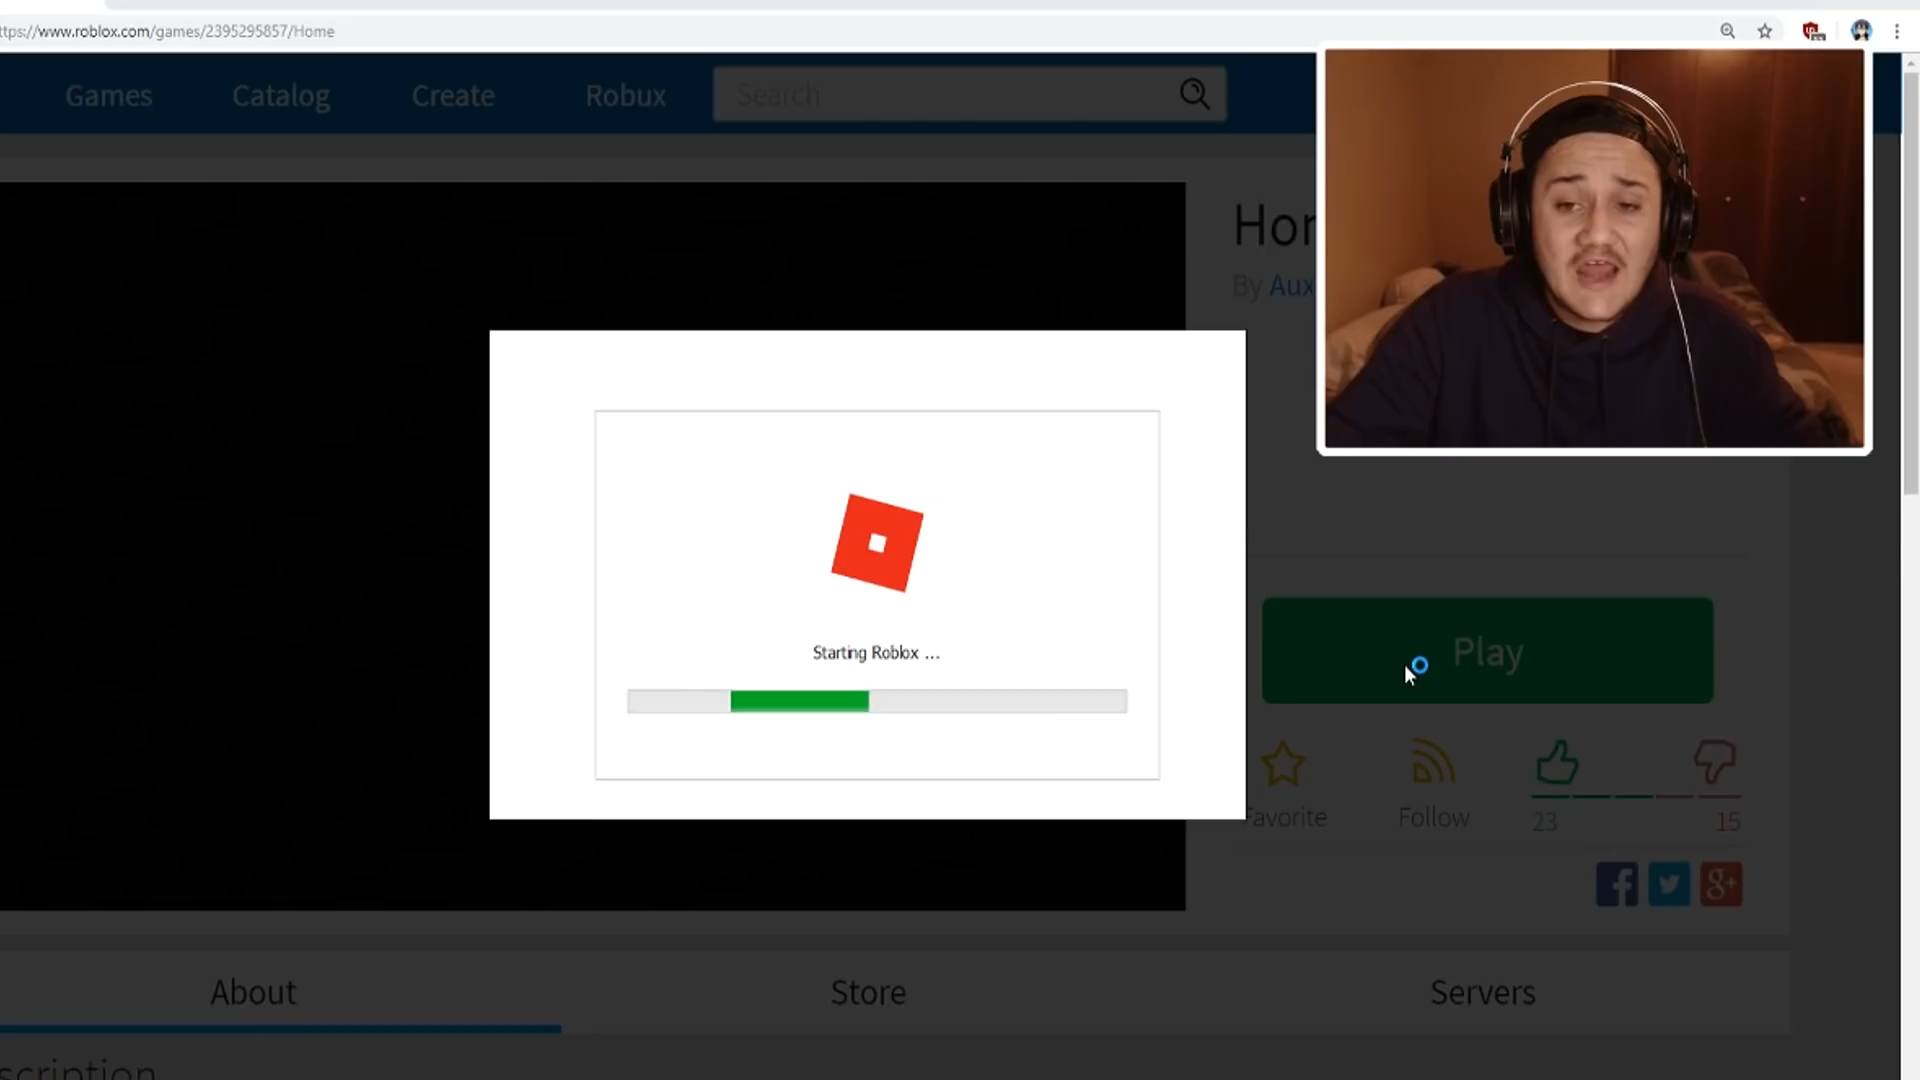 ttps://www.roblox.com/games/2395295857/Home
Games Catalog Create Robux Search
Hor
By Aux
Starting Roblox ...
Play
Favorite Follow 23 15
About Store Servers
scription